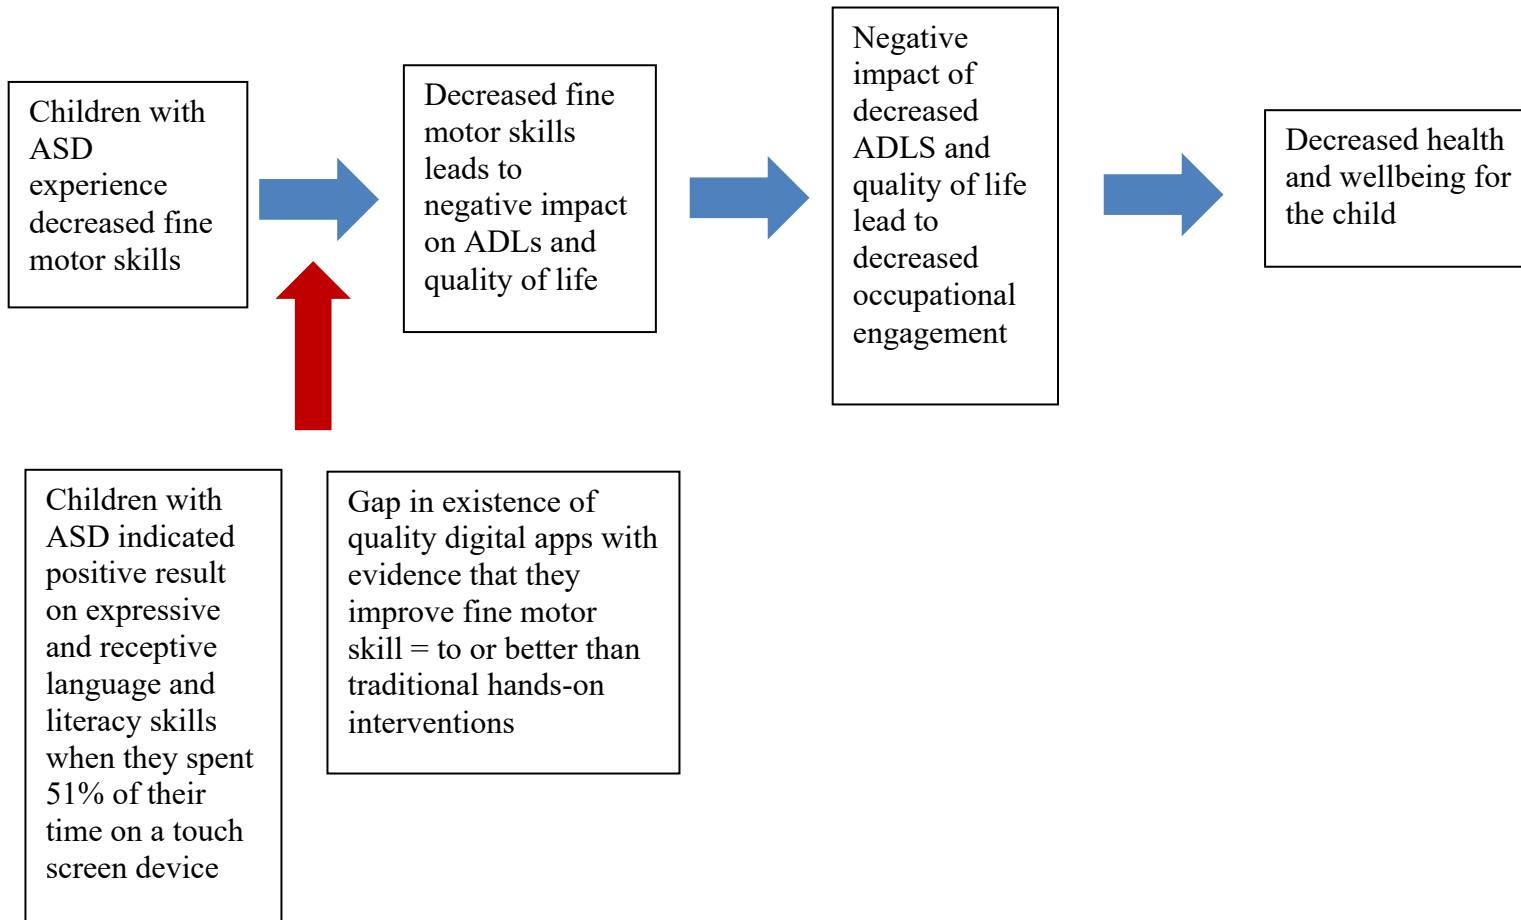 Children with
ASD
experience
decreased fine
motor skills
Decreased fine
motor skills
leads to
negative impact
on ADLs and
quality of life
Negative
impact of
decreased
ADLS and
quality of life
lead to
decreased
occupational
engagement
Decreased health
and wellbeing for
the child
Children with
ASD indicated
positive result
on expressive
and receptive
language and
literacy skills
when they spent
51% of their
time on a touch
screen device
Gap in existence of
quality digital apps with
evidence that they
improve fine motor
skill = to or better than
traditional hands-on
interventions